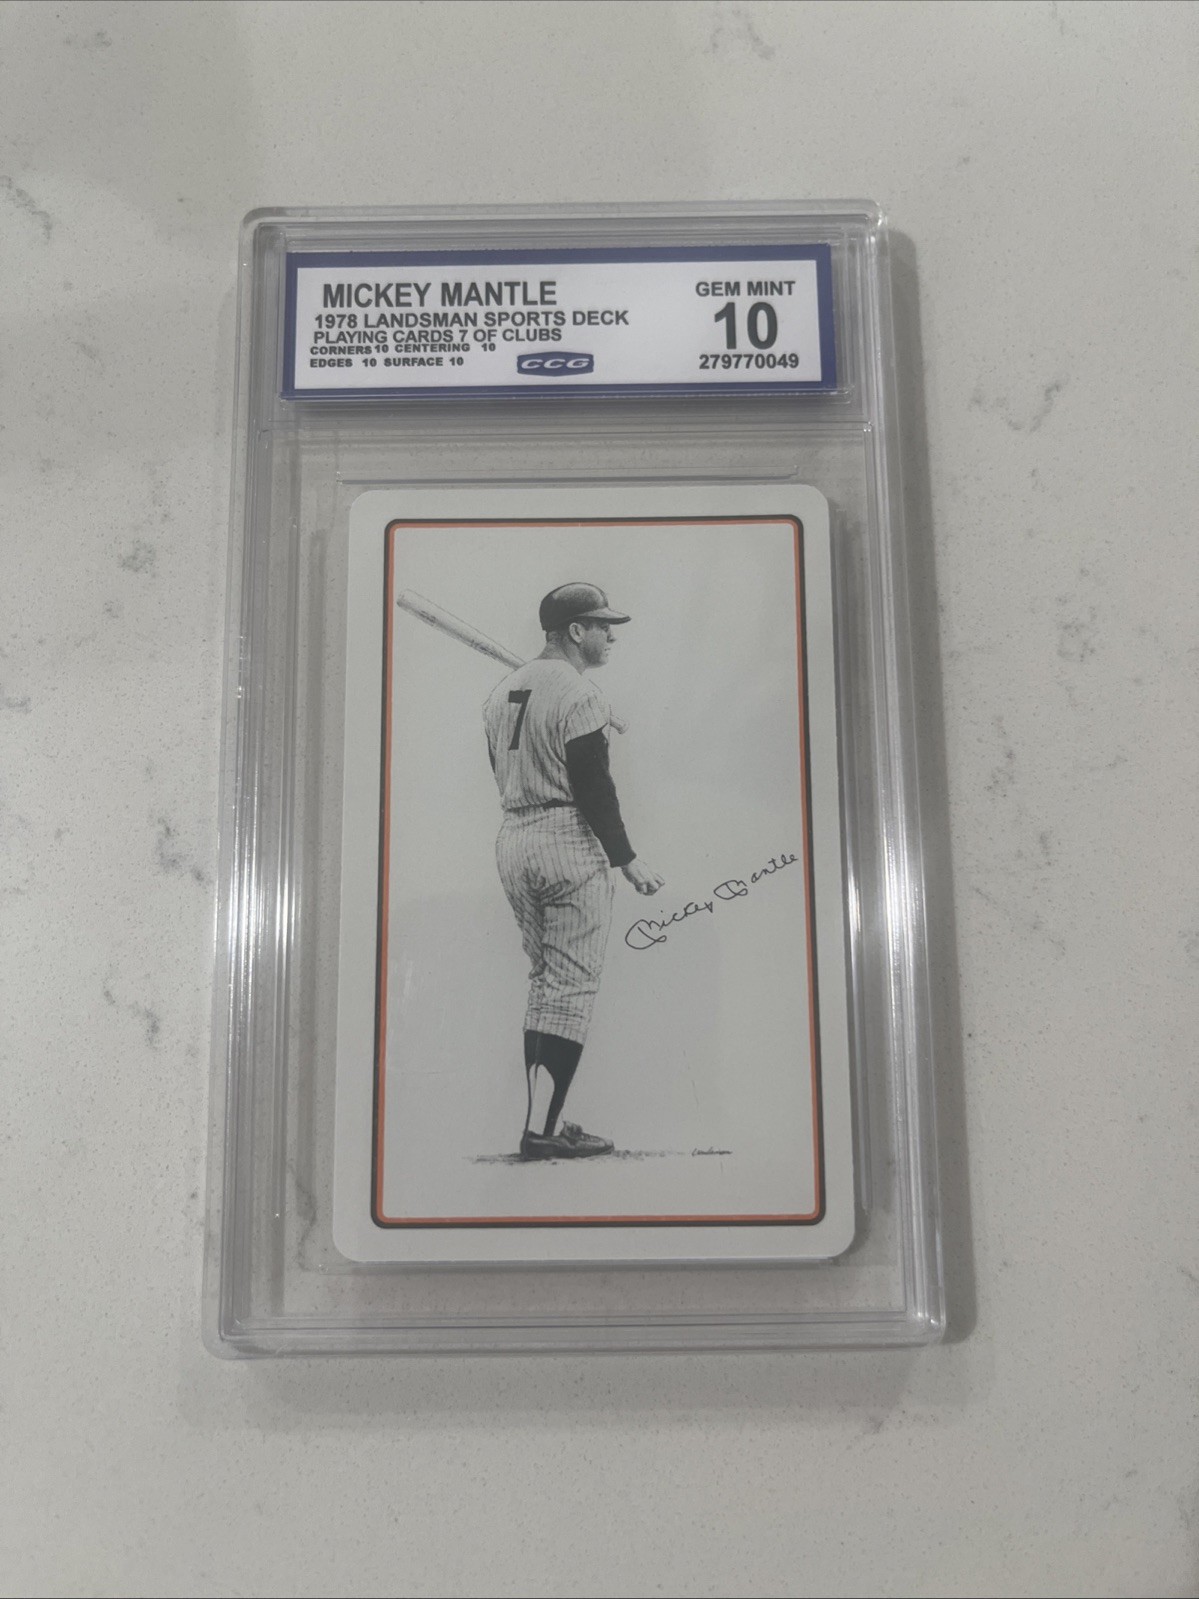 MICKEY MANTLE
1978 LANDSMAN SPORTS DECK
PLAYING CARDS 7 OF CLUBS
CORNERS 10 CENTERING 10
EDGES 10 SURFACE 10
CCG
GEM MINT
10
279770049
7
Mickey Mantle